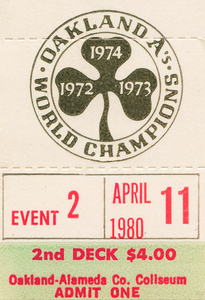 OAKLAND A's
WORLD CHAMPIONS
1974
1972 1973
EVENT 2
APRIL 11
1980
2nd DECK $4.00
Oakland-Alameda Co. Coliseum
ADMIT ONE